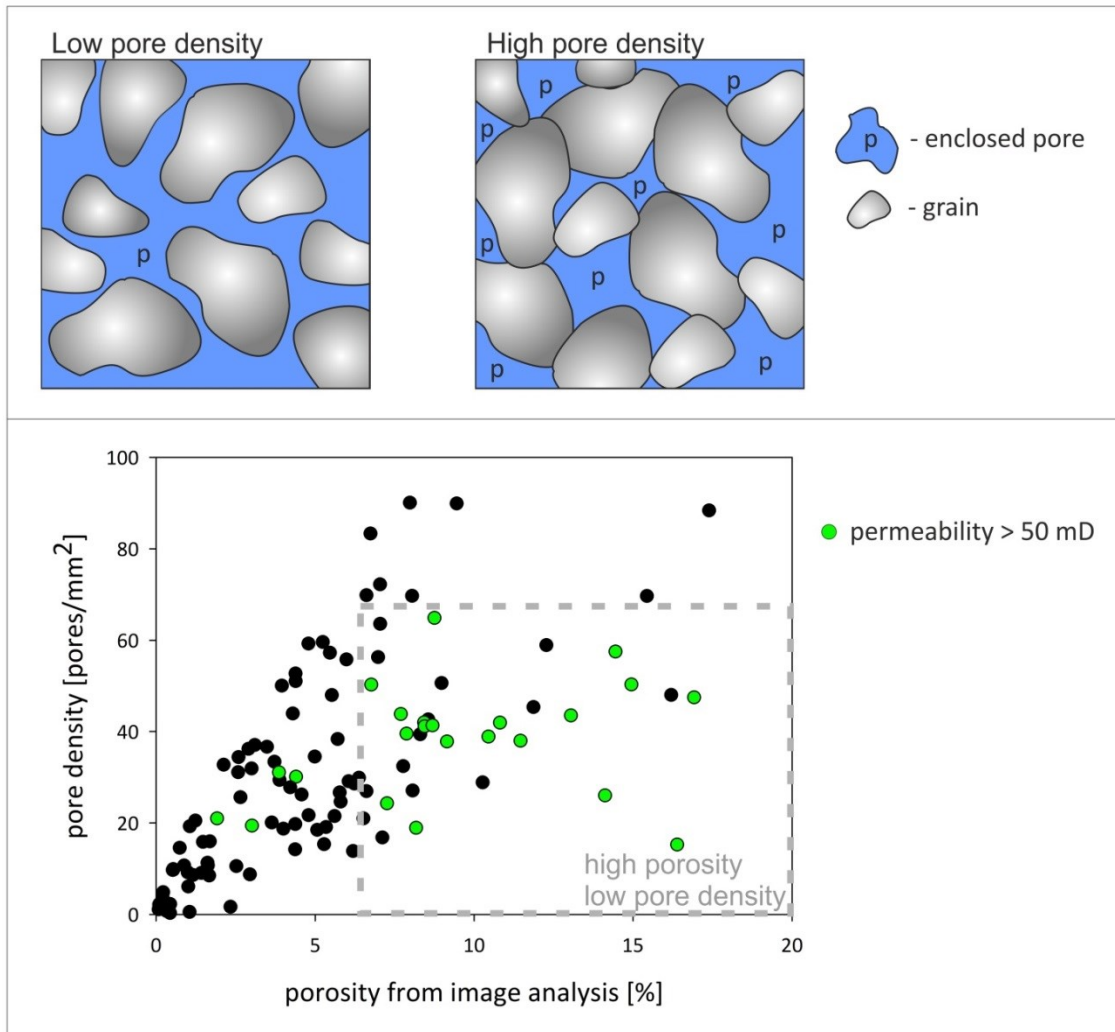 Low pore density
High pore density
p
p
p
p
p
p
p
p
p
p
p - enclosed pore
- grain
100
80
60
40
20
0
pore density [pores/mm²]
permeability > 50 mD
high porosity
low pore density
0 5 10 15 20
porosity from image analysis [%]